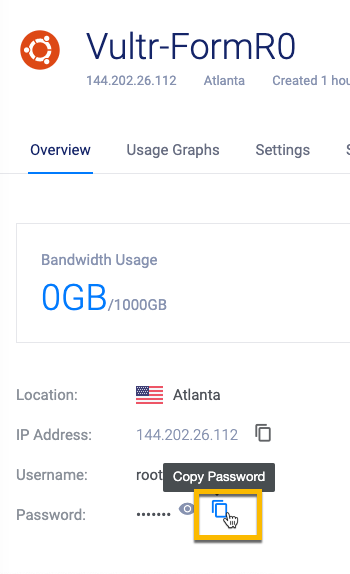 Vultr-FormR0
144.202.26.112 Atlanta Created 1 hou
Overview Usage Graphs Settings S
Bandwidth Usage
0GB/1000GB
Location: Atlanta
IP Address: 144.202.26.112
Username: root
Copy Password
Password: •••••••